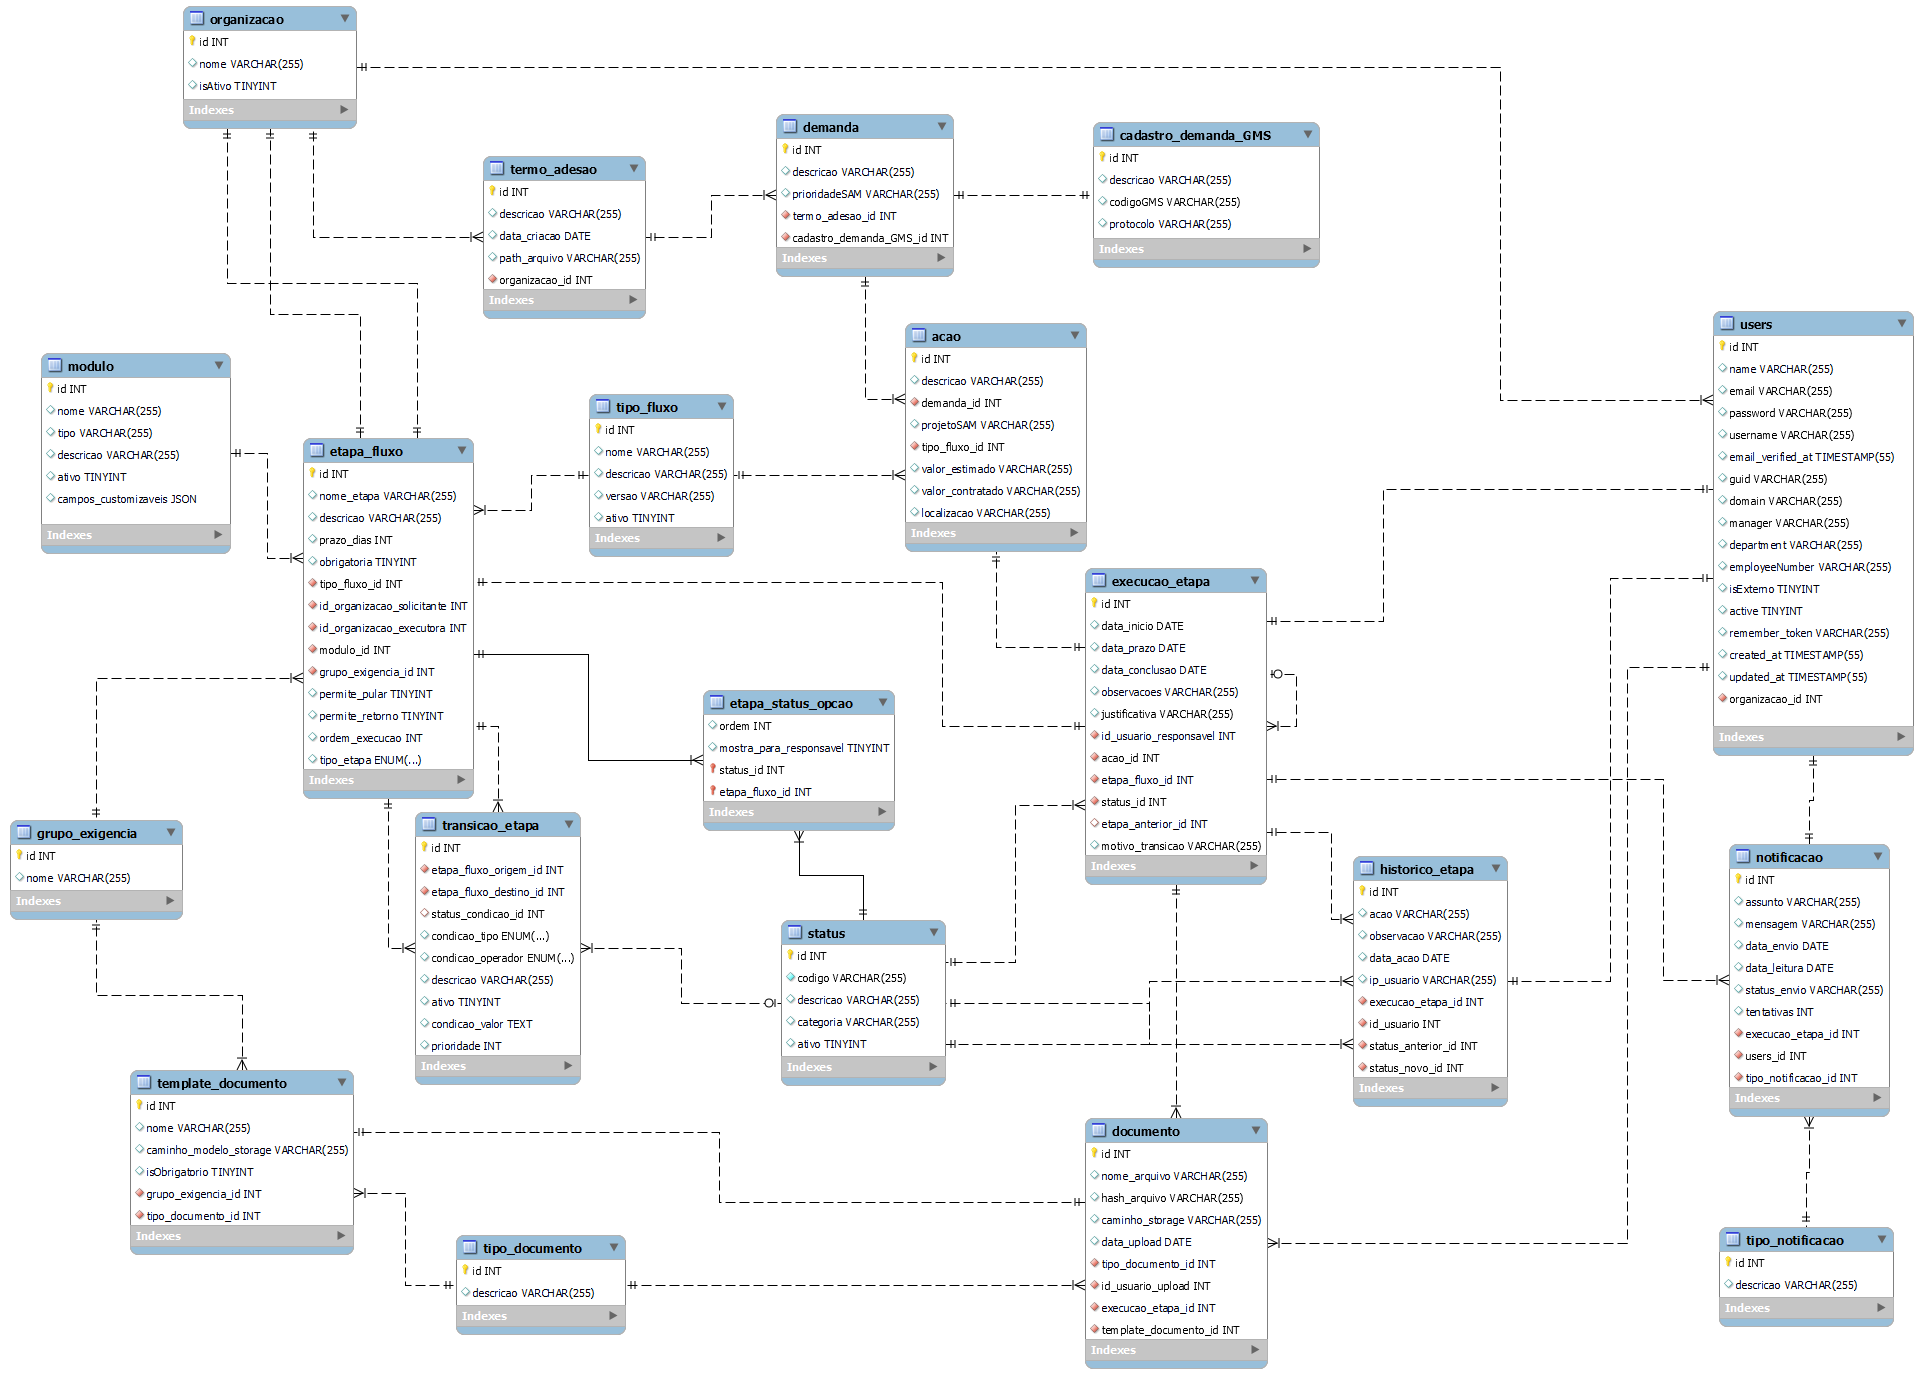 organizacao
id INT
nome VARCHAR(255)
isAtivo TINYINT
Indexes
termo_adesao
id INT
descricao VARCHAR(255)
data_criacao DATE
path_arquivo VARCHAR(255)
organizacao_id INT
Indexes
demanda
id INT
descricao VARCHAR(255)
prioridadeSAM VARCHAR(255)
termo_adesao_id INT
cadastro_demanda_GMS_id INT
Indexes
cadastro_demanda_GMS
id INT
descricao VARCHAR(255)
codigoGMS VARCHAR(255)
protocolo VARCHAR(255)
Indexes
users
id INT
name VARCHAR(255)
email VARCHAR(255)
password VARCHAR(255)
username VARCHAR(255)
email_verified_at TIMESTAMP(55)
guid VARCHAR(255)
domain VARCHAR(255)
manager VARCHAR(255)
department VARCHAR(255)
employeeNumber VARCHAR(255)
isExterno TINYINT
active TINYINT
remember_token VARCHAR(255)
created_at TIMESTAMP(55)
updated_at TIMESTAMP(55)
organizacao_id INT
Indexes
modulo
id INT
nome VARCHAR(255)
tipo VARCHAR(255)
descricao VARCHAR(255)
ativo TINYINT
campos_customizaveis JSON
Indexes
etapa_fluxo
id INT
nome_etapa VARCHAR(255)
descricao VARCHAR(255)
prazo_dias INT
obrigatoria TINYINT
tipo_fluxo_id INT
id_organizacao_solicitante INT
id_organizacao_executora INT
modulo_id INT
grupo_exigencia_id INT
permite_pular TINYINT
permite_retorno TINYINT
ordem_execucao INT
tipo_etapa ENUM(...)
Indexes
tipo_fluxo
id INT
nome VARCHAR(255)
descricao VARCHAR(255)
versao VARCHAR(255)
ativo TINYINT
Indexes
acao
id INT
descricao VARCHAR(255)
demanda_id INT
projetoSAM VARCHAR(255)
tipo_fluxo_id INT
valor_estimado VARCHAR(255)
valor_contratado VARCHAR(255)
localizacao VARCHAR(255)
Indexes
execucao_etapa
id INT
data_inicio DATE
data_prazo DATE
data_conclusao DATE
observacoes VARCHAR(255)
justificativa VARCHAR(255)
id_usuario_responsavel INT
acao_id INT
etapa_fluxo_id INT
status_id INT
etapa_anterior_id INT
motivo_transicao VARCHAR(255)
Indexes
etapa_status_opcao
ordem INT
mostra_para_responsavel TINYINT
status_id INT
etapa_fluxo_id INT
Indexes
grupo_exigencia
id INT
nome VARCHAR(255)
Indexes
transicao_etapa
id INT
etapa_fluxo_origem_id INT
etapa_fluxo_destino_id INT
status_condicao_id INT
condicao_tipo ENUM(...)
condicao_operador ENUM(...)
descricao VARCHAR(255)
ativo TINYINT
condicao_valor TEXT
prioridade INT
Indexes
status
id INT
codigo VARCHAR(255)
descricao VARCHAR(255)
categoria VARCHAR(255)
ativo TINYINT
Indexes
historico_etapa
id INT
acao VARCHAR(255)
observacao VARCHAR(255)
data_acao DATE
ip_usuario VARCHAR(255)
execucao_etapa_id INT
id_usuario INT
status_anterior_id INT
status_novo_id INT
Indexes
notificacao
id INT
assunto VARCHAR(255)
mensagem VARCHAR(255)
data_envio DATE
data_leitura DATE
status_envio VARCHAR(255)
tentativas INT
execucao_etapa_id INT
users_id INT
tipo_notificacao_id INT
Indexes
template_documento
id INT
nome VARCHAR(255)
caminho_modelo_storage VARCHAR(255)
isObrigatorio TINYINT
grupo_exigencia_id INT
tipo_documento_id INT
Indexes
tipo_documento
id INT
descricao VARCHAR(255)
Indexes
documento
id INT
nome_arquivo VARCHAR(255)
hash_arquivo VARCHAR(255)
caminho_storage VARCHAR(255)
data_upload DATE
tipo_documento_id INT
id_usuario_upload INT
execucao_etapa_id INT
template_documento_id INT
Indexes
tipo_notificacao
id INT
descricao VARCHAR(255)
Indexes